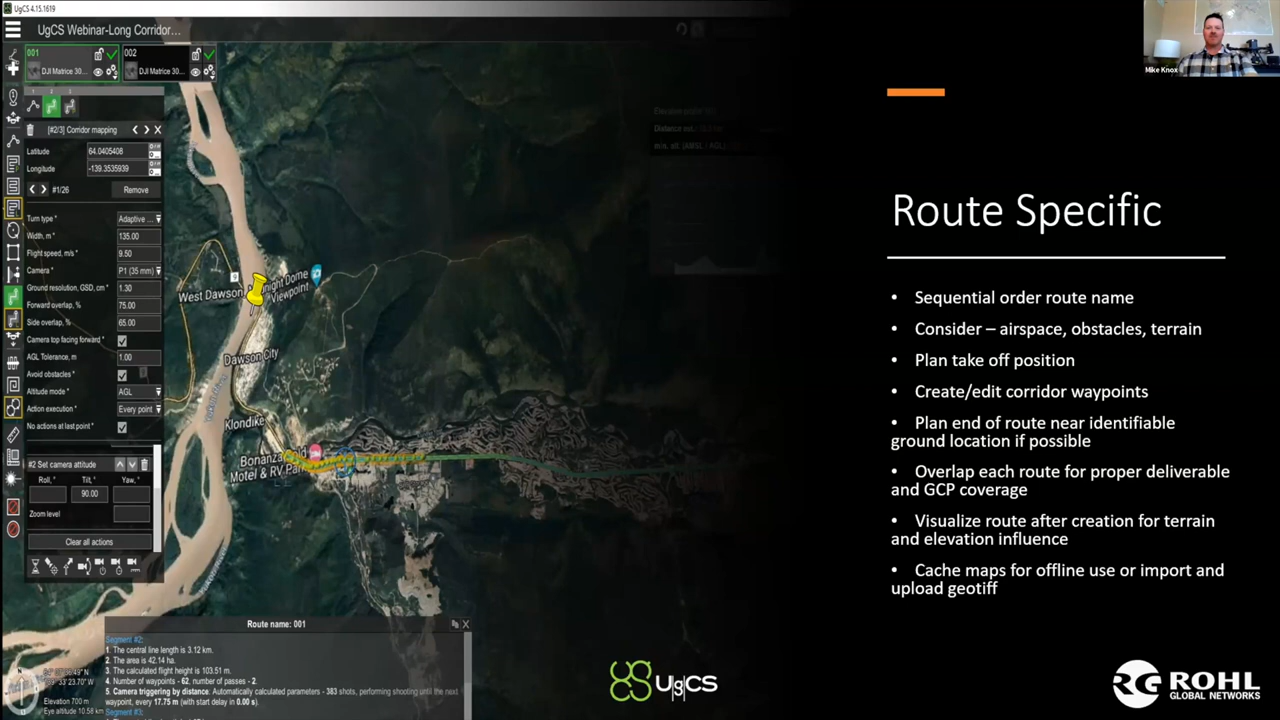 UgCS 4.15.1619
UgCS Webinar-Long Corridor...
001
DJI Matrice 30...
002
DJI Matrice 30...
1 2 3
[#2/3] Corridor mapping
Latitude 64.0405408
Longitude -139.3535939
#1/26 Remove
Turn type * Adaptive ...
Width, m * 135.00
Flight speed, m/s * 9.50
Camera * P1 (35 mm)
Ground resolution, GSD, cm * 1.30
Forward overlap, % 75.00
Side overlap, % 65.00
Camera top facing forward *
AGL Tolerance, m 1.00
Avoid obstacles *
Altitude mode * AGL
Action execution * Every point
No actions at last point *
#2 Set camera attitude
Roll, ° Tilt, ° Yaw, °
90.00
Zoom level
Clear all actions
9
West Dawson
Viewpoint
Dawson City
Klondike
Motel & RV Park
Route name: 001
Segment #2:
1. The central line length is 3.12 km.
2. The area is 42.14 ha.
3. The calculated flight height is 103.51 m.
4. Number of waypoints - 62, number of passes - 2.
5. Camera triggering by distance. Automatically calculated parameters - 383 shots, performing shooting until the next
waypoint, every 17.75 m (with start delay in 0.00 s).
Segment #3:
Elevation 700 m
Eye altitude 10.58 km
UgCS
Mike Knox
Route Specific
• Sequential order route name
• Consider – airspace, obstacles, terrain
• Plan take off position
• Create/edit corridor waypoints
• Plan end of route near identifiable
ground location if possible
• Overlap each route for proper deliverable
and GCP coverage
• Visualize route after creation for terrain
and elevation influence
• Cache maps for offline use or import and
upload geotiff
ROHL
GLOBAL NETWORKS